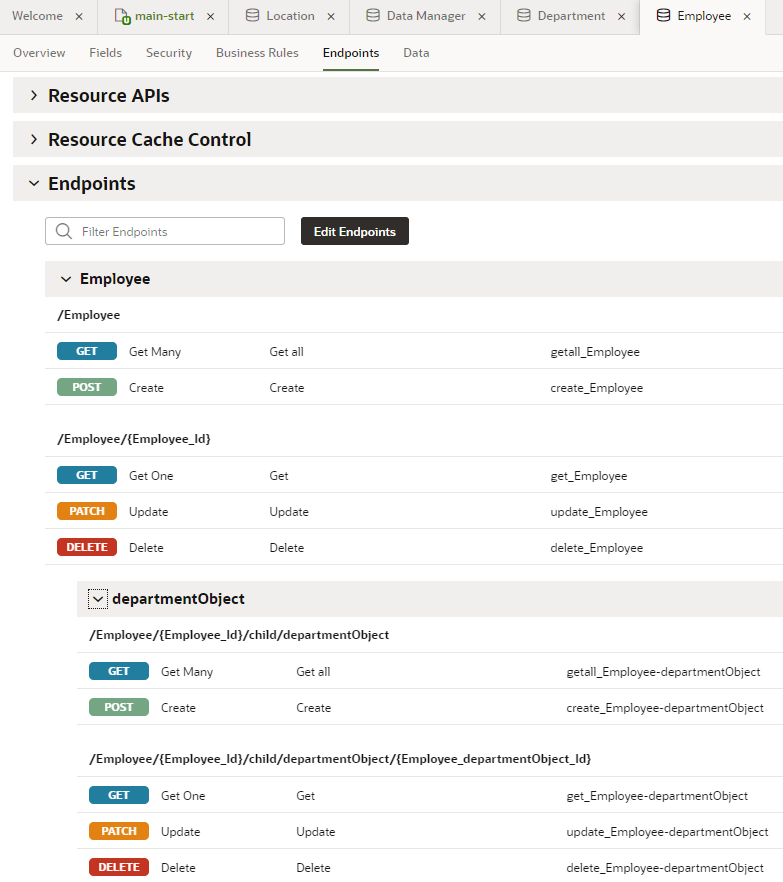 Welcome × main-start × Location × Data Manager × Department × Employee ×
Overview Fields Security Business Rules Endpoints Data
Resource APIs
Resource Cache Control
Endpoints
Filter Endpoints Edit Endpoints
Employee
/Employee
GET Get Many Get all getall_Employee
POST Create Create create_Employee
/Employee/{Employee_Id}
GET Get One Get get_Employee
PATCH Update Update update_Employee
DELETE Delete Delete delete_Employee
departmentObject
/Employee/{Employee_Id}/child/departmentObject
GET Get Many Get all getall_Employee-departmentObject
POST Create Create create_Employee-departmentObject
/Employee/{Employee_Id}/child/departmentObject/{Employee_departmentObject_Id}
GET Get One Get get_Employee-departmentObject
PATCH Update Update update_Employee-departmentObject
DELETE Delete Delete delete_Employee-departmentObject